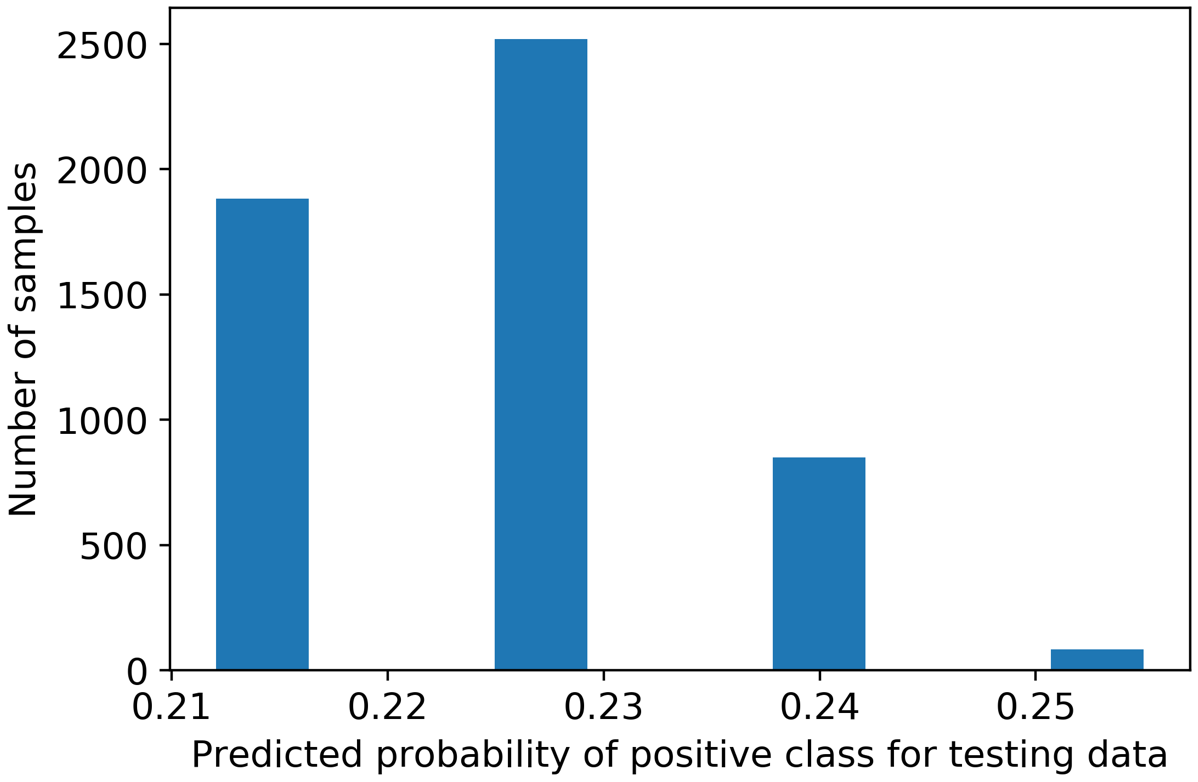 Number of samples
2500
2000
1500
1000
500
0
0.21 0.22 0.23 0.24 0.25
Predicted probability of positive class for testing data